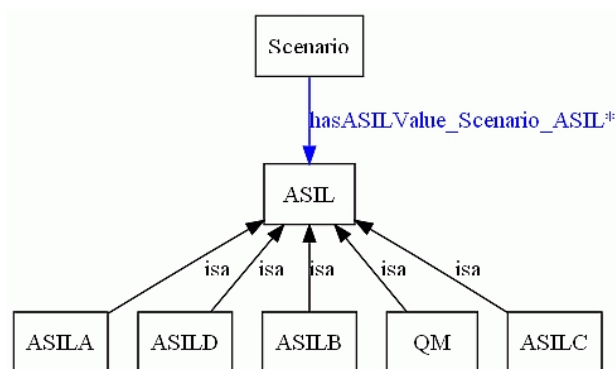 Scenario
hasASILValue_Scenario_ASIL*
ASIL
isa isa isa isa isa
ASILA ASILD ASILB QM ASILC